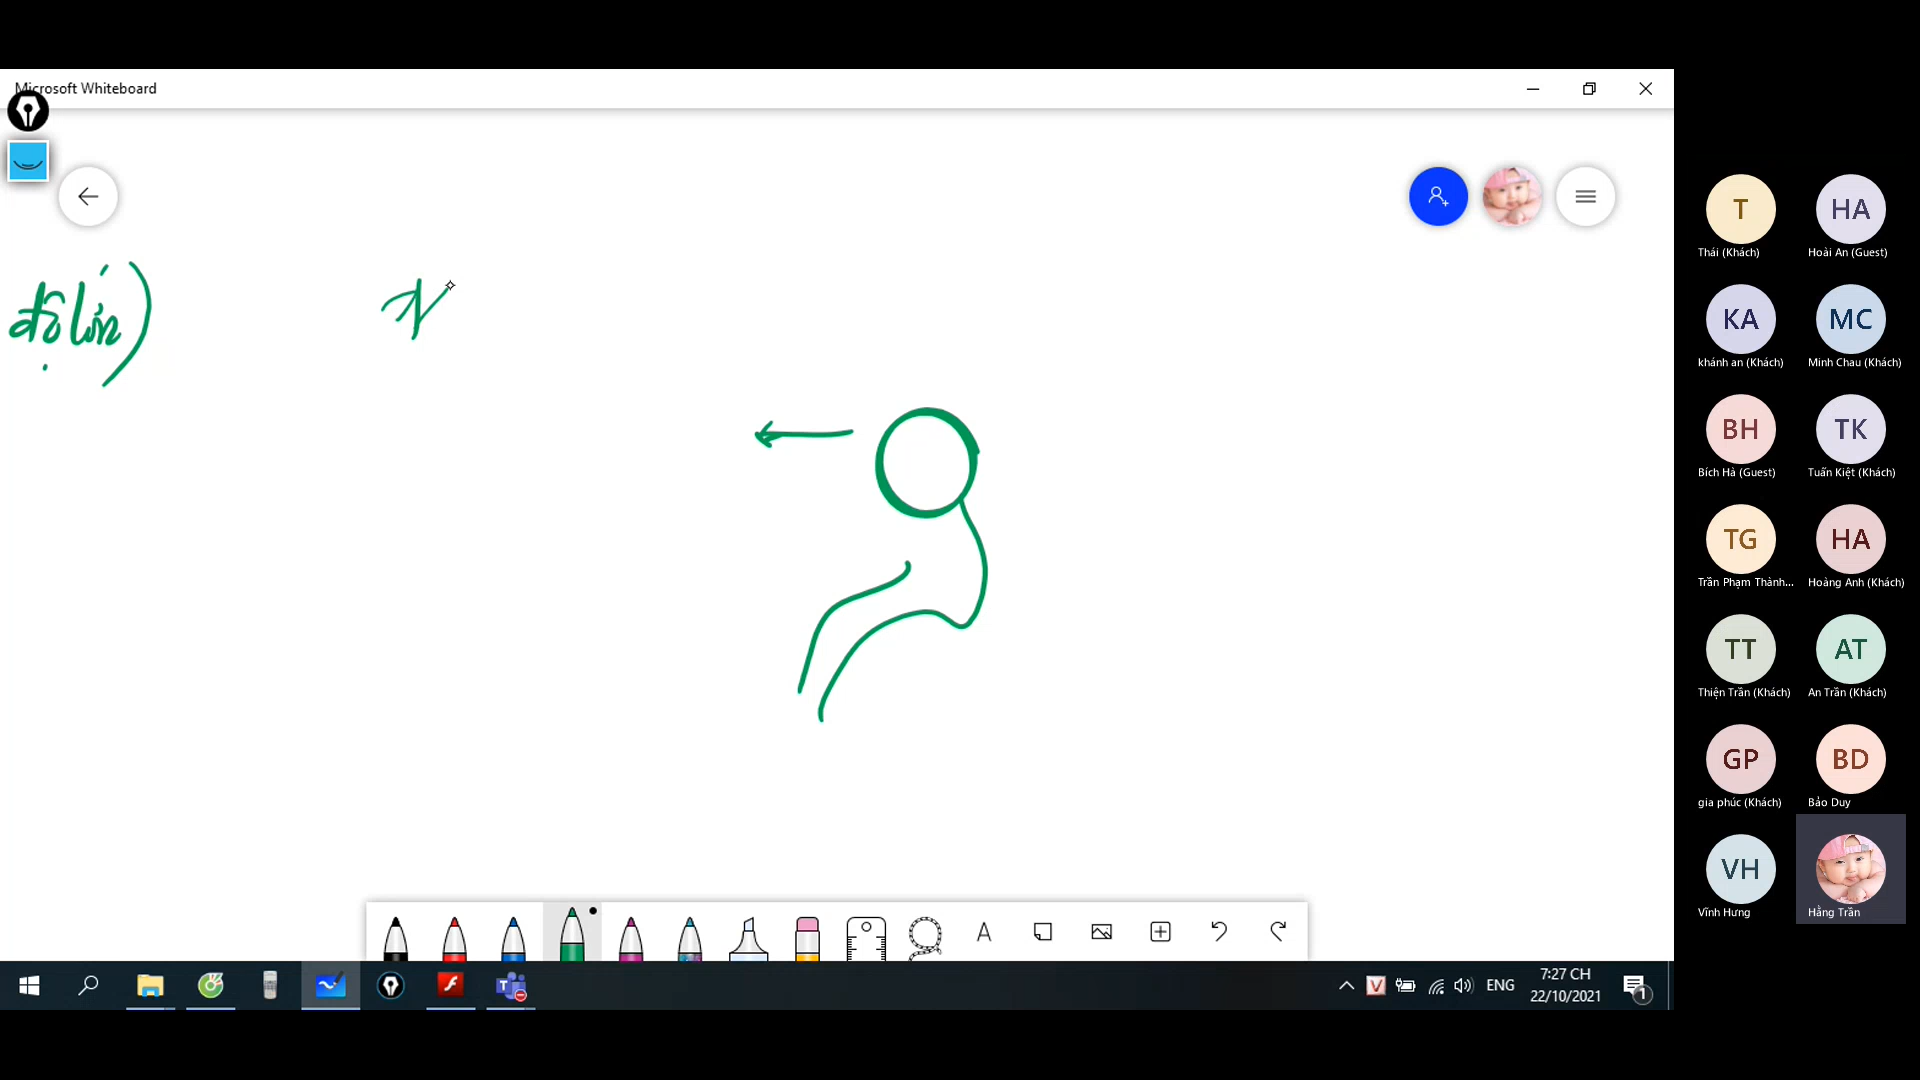 Microsoft Whiteboard
độ lớn)
T
Thái (Khách)
HA
Hoài An (Guest)
KA
khánh an (Khách)
MC
Minh Chau (Khách)
BH
Bích Hà (Guest)
TK
Tuấn Kiệt (Khách)
TG
Trần Phạm Thành...
HA
Hoàng Anh (Khách)
TT
Thiện Trần (Khách)
AT
An Trần (Khách)
GP
gia phúc (Khách)
BD
Bảo Duy
VH
Vĩnh Hưng
Hằng Trần
ENG
7:27 CH
22/10/2021
1